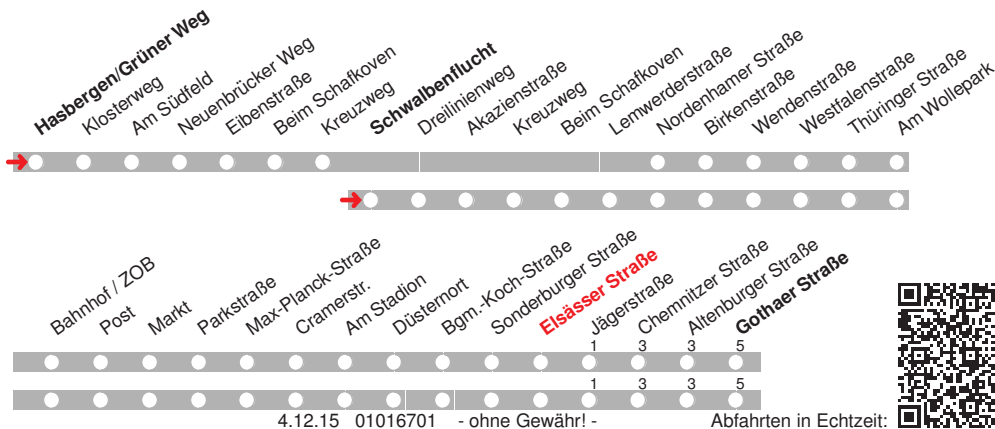 Hasbergen/Grüner Weg
Klosterweg
Am Südfeld
Neuenbrücker Weg
Eibenstraße
Beim Schafkoven
Kreuzweg
Schwalbenflucht
Dreilinienweg
Akazienstraße
Kreuzweg
Beim Schafkoven
Lemwerderstraße
Nordenhamer Straße
Birkenstraße
Wendenstraße
Westfalenstraße
Thüringer Straße
Am Wollepark
Bahnhof / ZOB
Post
Markt
Parkstraße
Max-Planck-Straße
Cramerstr.
Am Stadion
Düsternort
Bgm.-Koch-Straße
Sonderburger Straße
Elsässer Straße
Jägerstraße
Chemnitzer Straße
Altenburger Straße
Gothaer Straße
1 3 3 5
1 3 3 5
4.12.15 01016701 - ohne Gewähr! - Abfahrten in Echtzeit: